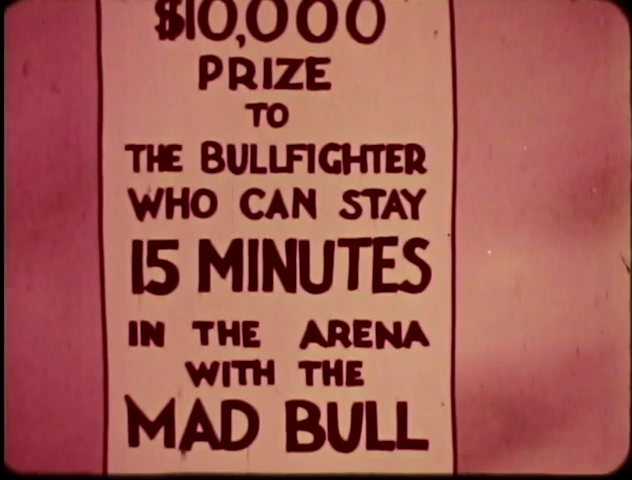 $10,000
PRIZE
TO
THE BULLFIGHTER
WHO CAN STAY
15 MINUTES
IN THE ARENA
WITH THE
MAD BULL